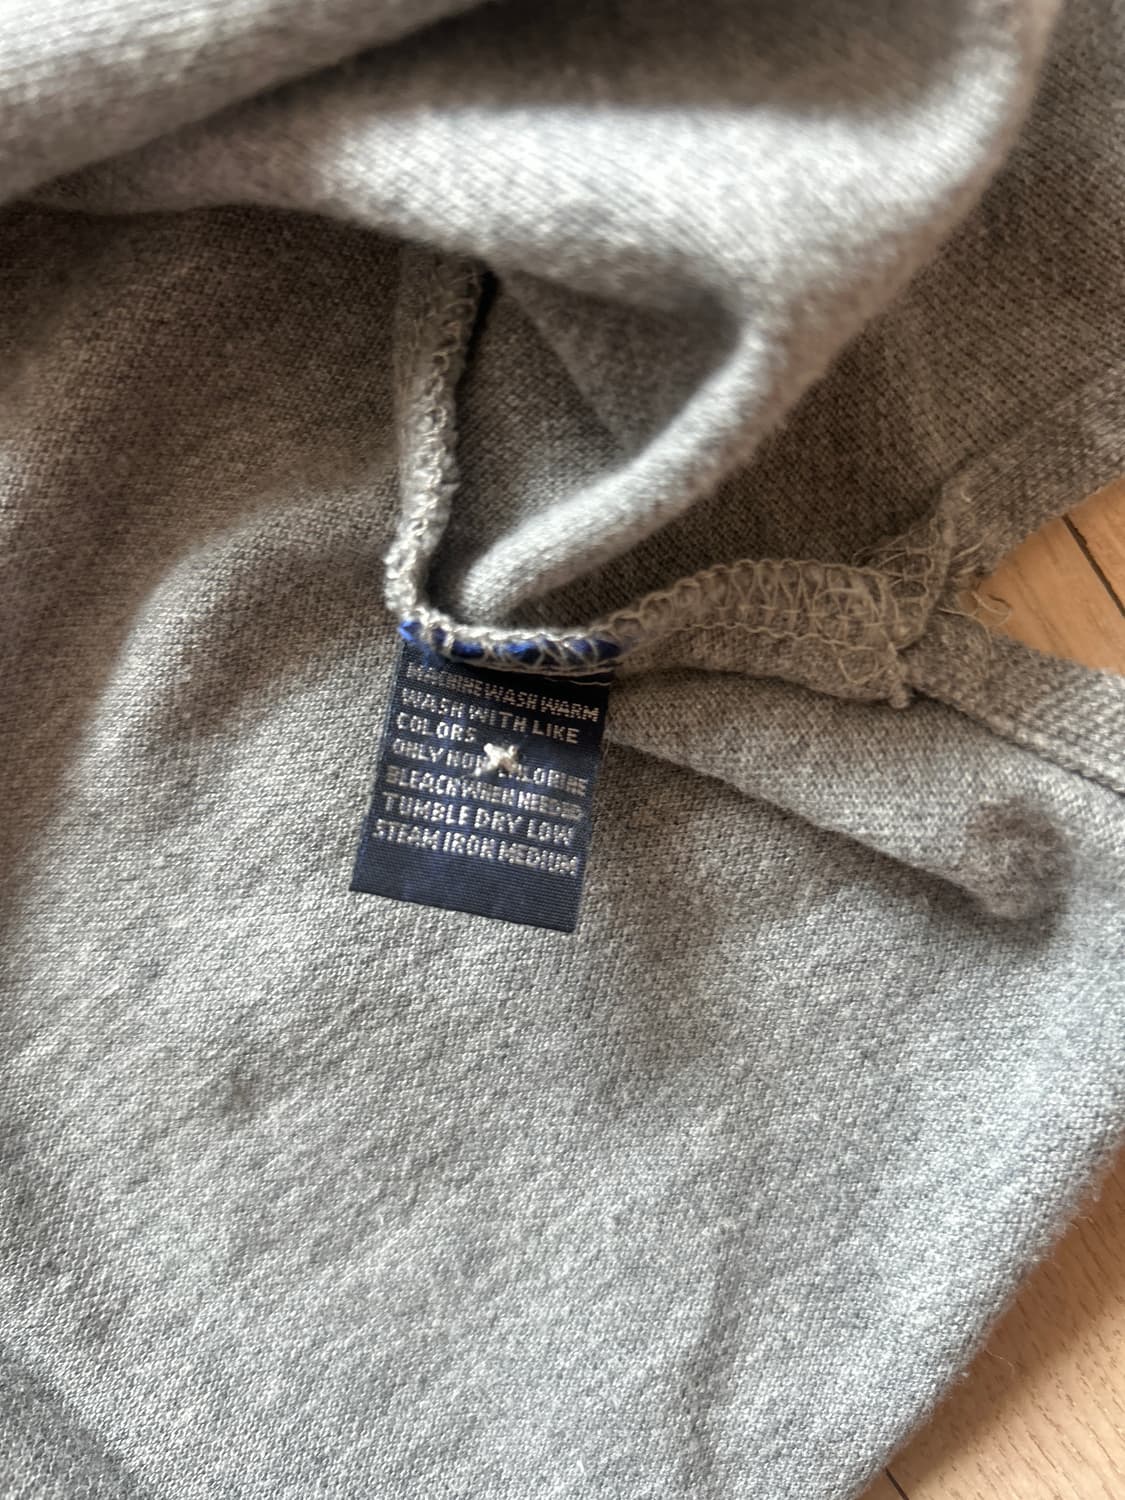 MACHINE WASH WARM
WASH WITH LIKE
COLORS
ONLY NON CHLORINE
BLEACH WHEN NEEDED
TUMBLE DRY LOW
STEAM IRON MEDIUM